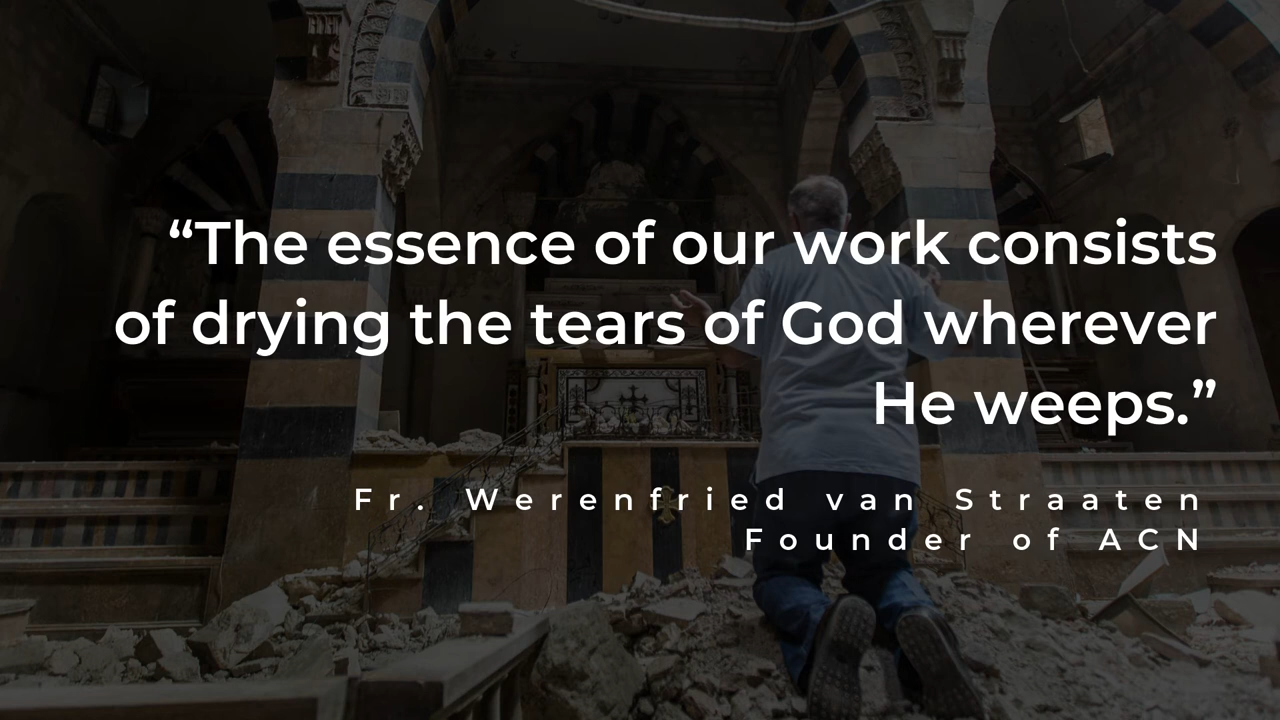 “The essence of our work consists
of drying the tears of God wherever
He weeps.”
Fr. Werenfried van Straaten
Founder of ACN